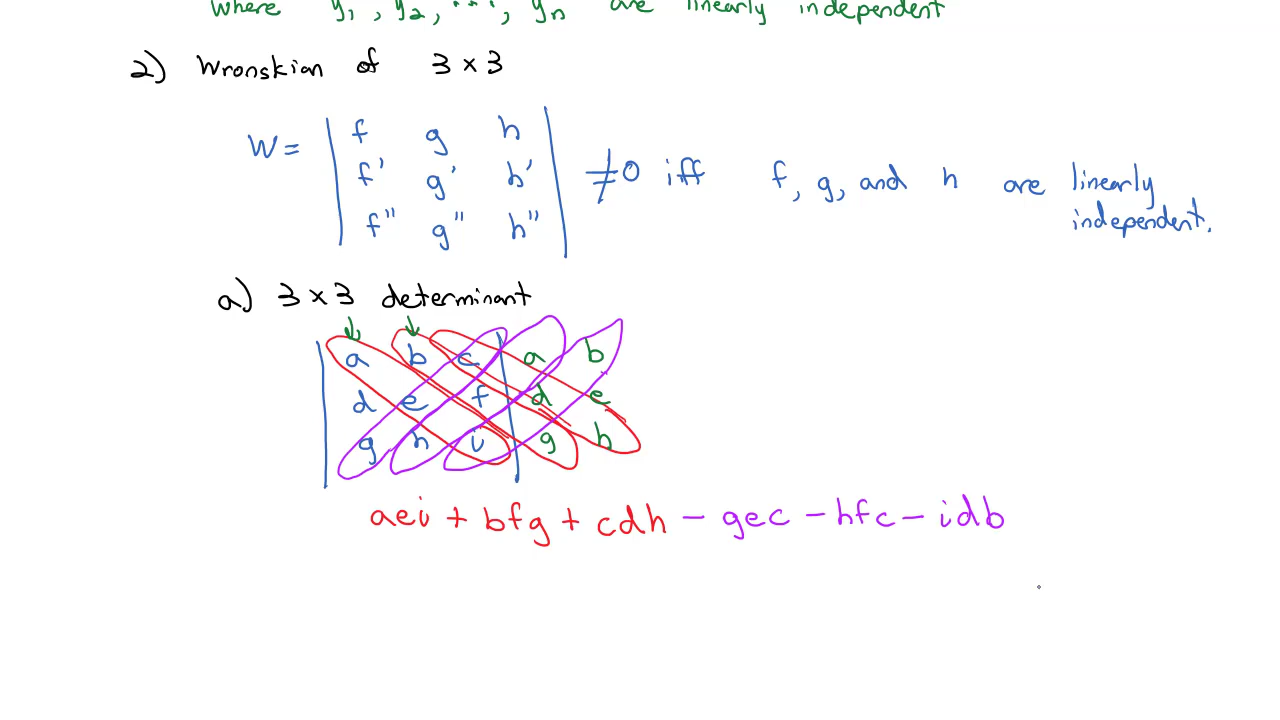 where y₁, y₂, ..., yₙ are linearly independent
2) Wronskian of 3 × 3
W = | f g h |
| f' g' h' | ≠0 iff f, g, and h are linearly
| f'' g'' h'' | independent.
a) 3 × 3 determinant
| a b c | a b
| d e f | d e
| g h i | g h
aei + bfg + cdh - gec - hfc - idb